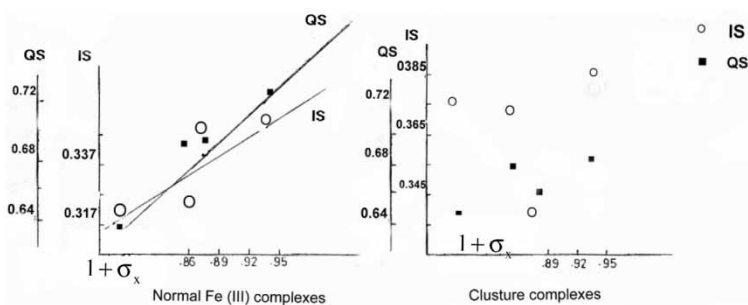 QS IS
0.72
0.68
0.64
0.337
0.317
QS
IS
1 + σx
.86 .89 .92 .95
Normal Fe (III) complexes
QS IS
0.72
0.68
0.64
0385
0.365
0.345
1 + σx
.89 .92 .95
Clusture complexes
IS
QS